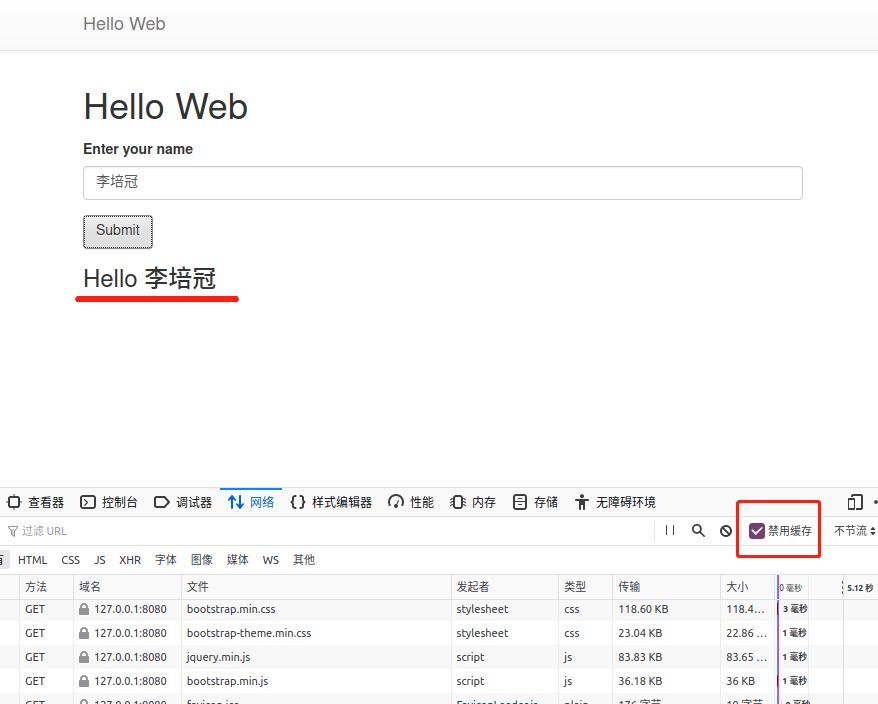 Hello Web
Hello Web
Enter your name
李培冠
Submit
Hello 李培冠
查看器 控制台 调试器 网络 样式编辑器 性能 内存 存储 无障碍环境
过滤 URL 禁用缓存 不节流
HTML CSS JS XHR 字体 图像 媒体 WS 其他
方法 域名 文件 发起者 类型 传输 大小 0 毫秒 5.12 秒
GET 127.0.0.1:8080 bootstrap.min.css stylesheet css 118.60 KB 118.4… 3 毫秒
GET 127.0.0.1:8080 bootstrap-theme.min.css stylesheet css 23.04 KB 22.86 … 1 毫秒
GET 127.0.0.1:8080 jquery.min.js script js 83.83 KB 83.65 … 1 毫秒
GET 127.0.0.1:8080 bootstrap.min.js script js 36.18 KB 36 KB 1 毫秒
GET 127.0.0.1:8080